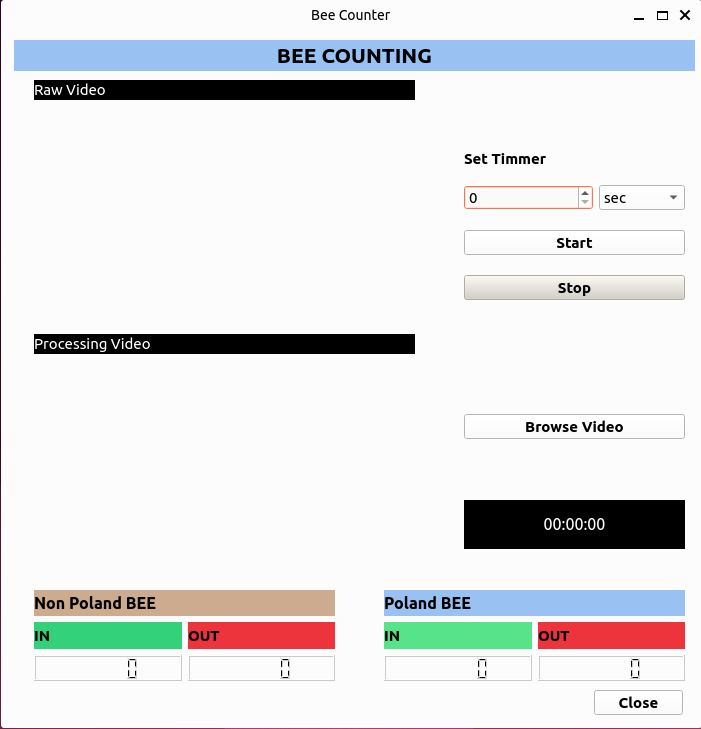 Bee Counter
BEE COUNTING
Raw Video
Set Timmer
0 sec
Start
Stop
Processing Video
Browse Video
00:00:00
Non Poland BEE
Poland BEE
IN OUT IN OUT
0 0 0 0
Close